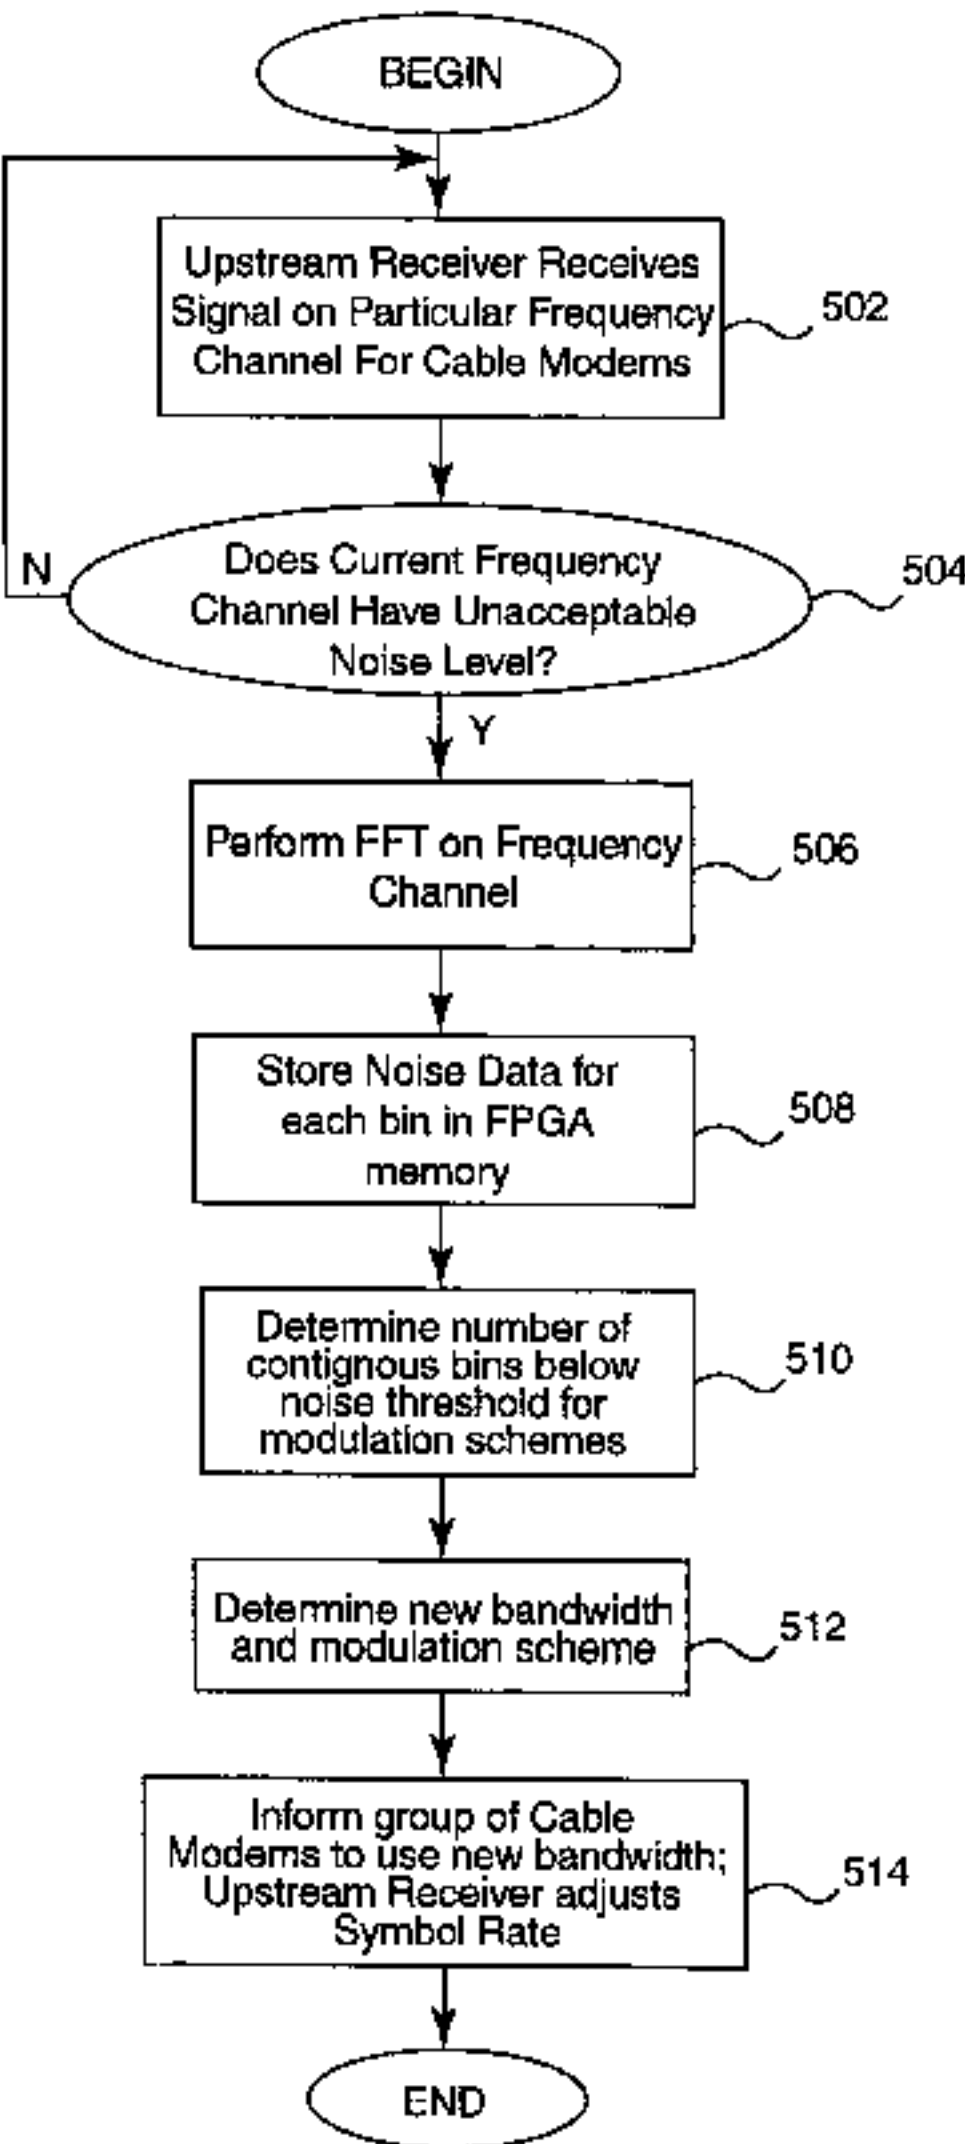 BEGIN
Upstream Receiver Receives
Signal on Particular Frequency
Channel For Cable Modems
502
Does Current Frequency
Channel Have Unacceptable
Noise Level?
504
N
Y
Perform FFT on Frequency
Channel
506
Store Noise Data for
each bin in FPGA
memory
508
Determine number of
contignous bins below
noise threshold for
modulation schemes
510
Determine new bandwidth
and modulation scheme
512
Inform group of Cable
Modems to use new bandwidth;
Upstream Receiver adjusts
Symbol Rate
514
END